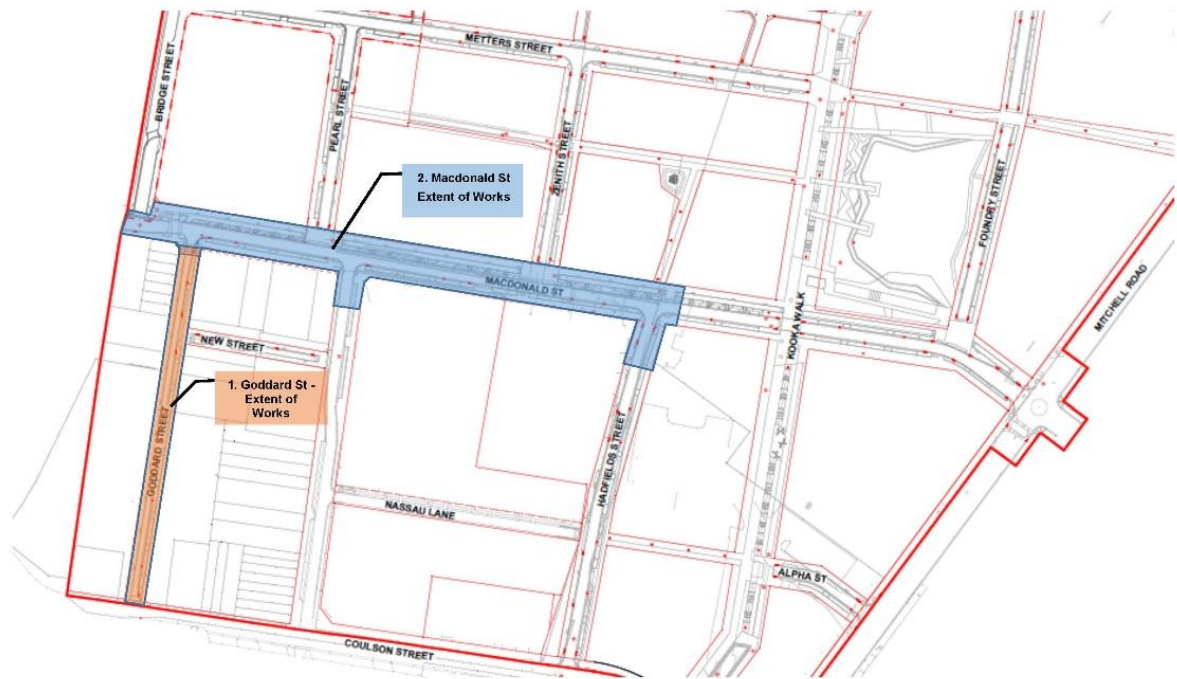 METTERS STREET
BRIDGE STREET
PEARL STREET
ZENITH STREET
2. Macdonald St
Extent of Works
FOUNDRY STREET
MITCHELL ROAD
MACDONALD ST
KOOKA WALK
NEW STREET
1. Goddard St -
Extent of
Works
GODDARD STREET
HADFIELDS STREET
NASSAU LANE
ALPHA ST
COULSON STREET